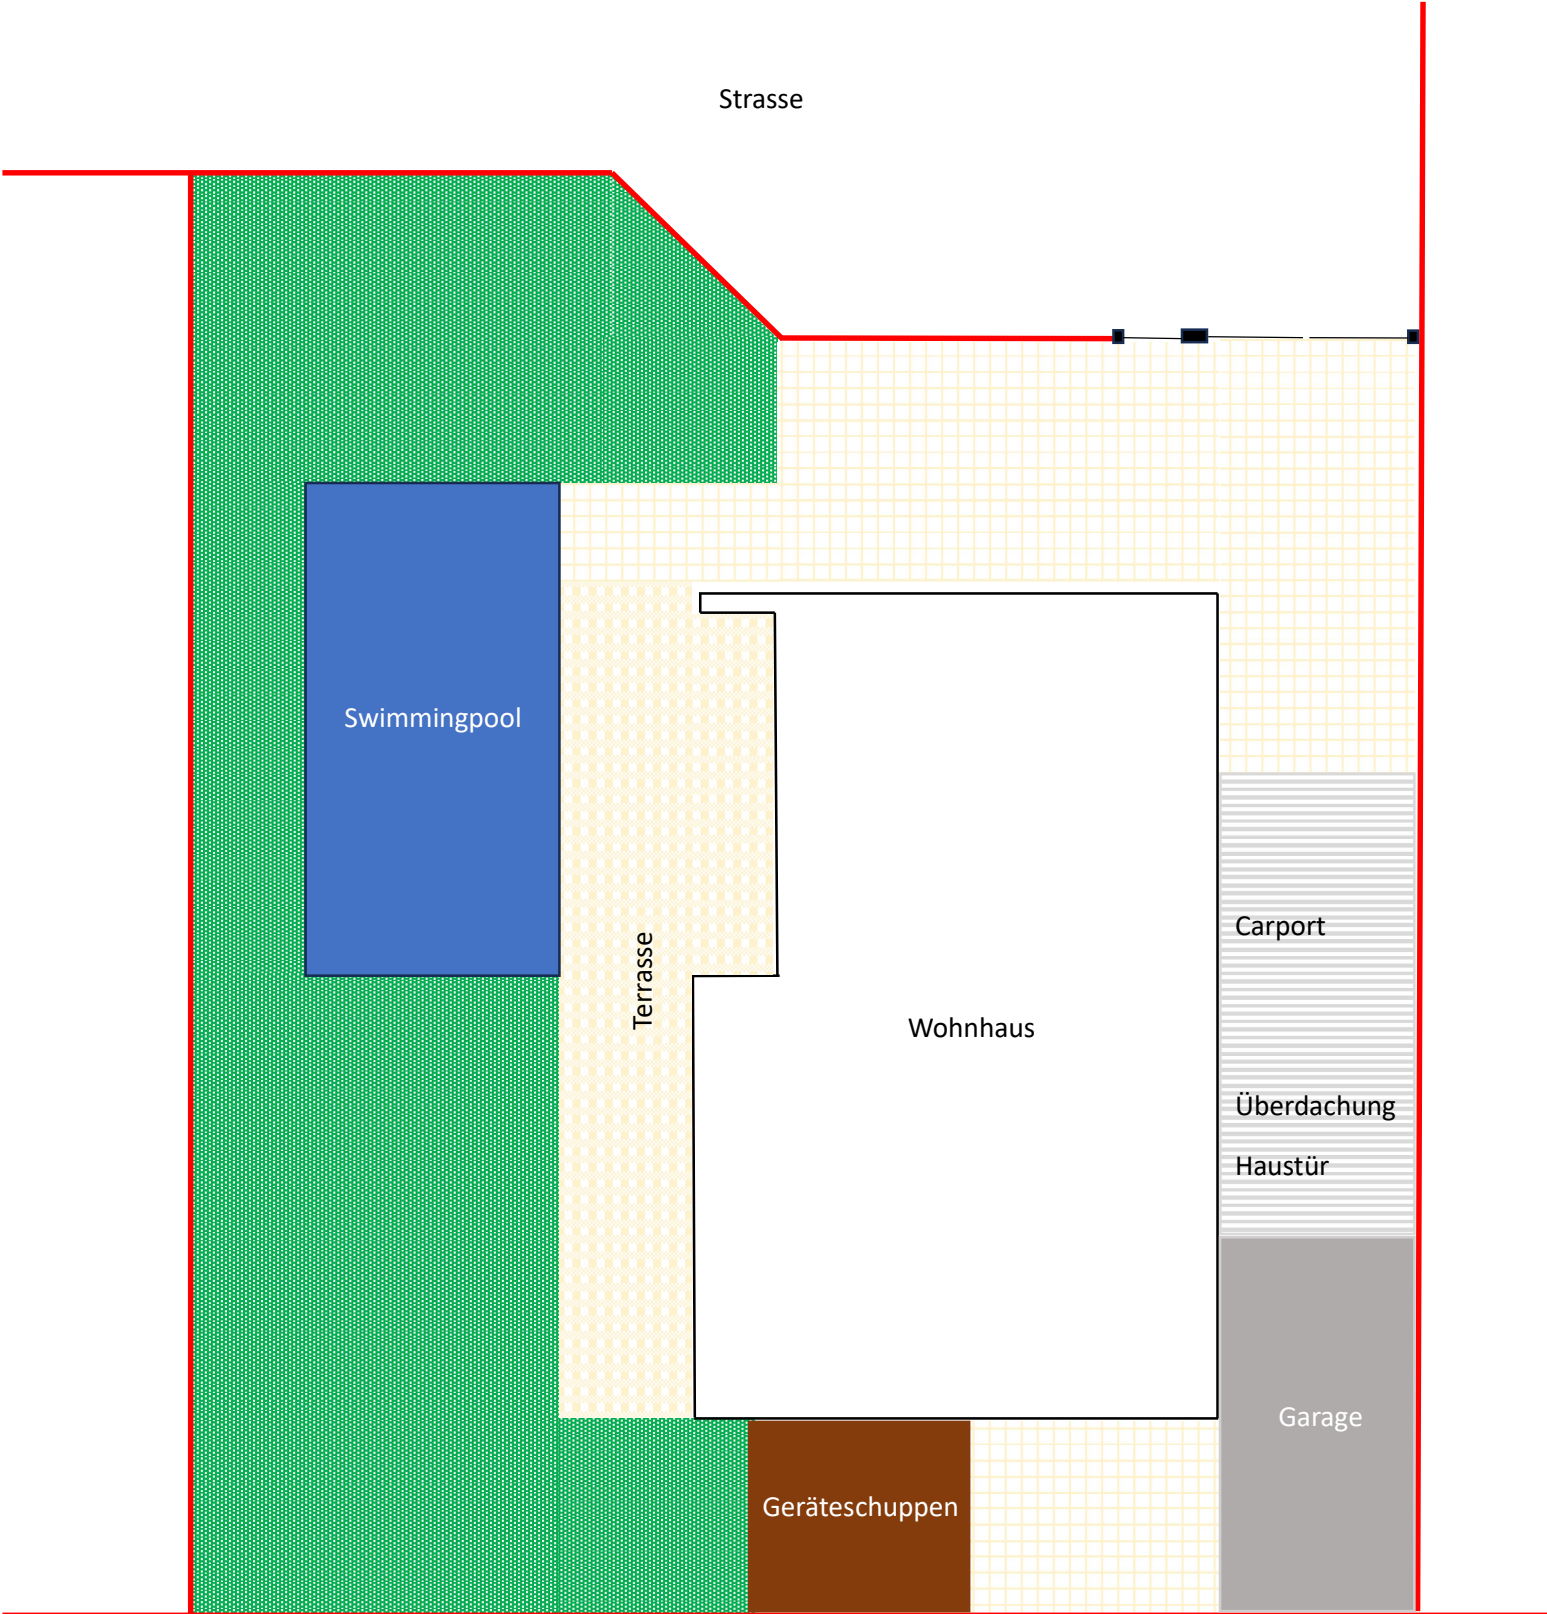 Strasse
Swimmingpool
Carport
Terrasse
Wohnhaus
Überdachung
Haustür
Garage
Geräteschuppen